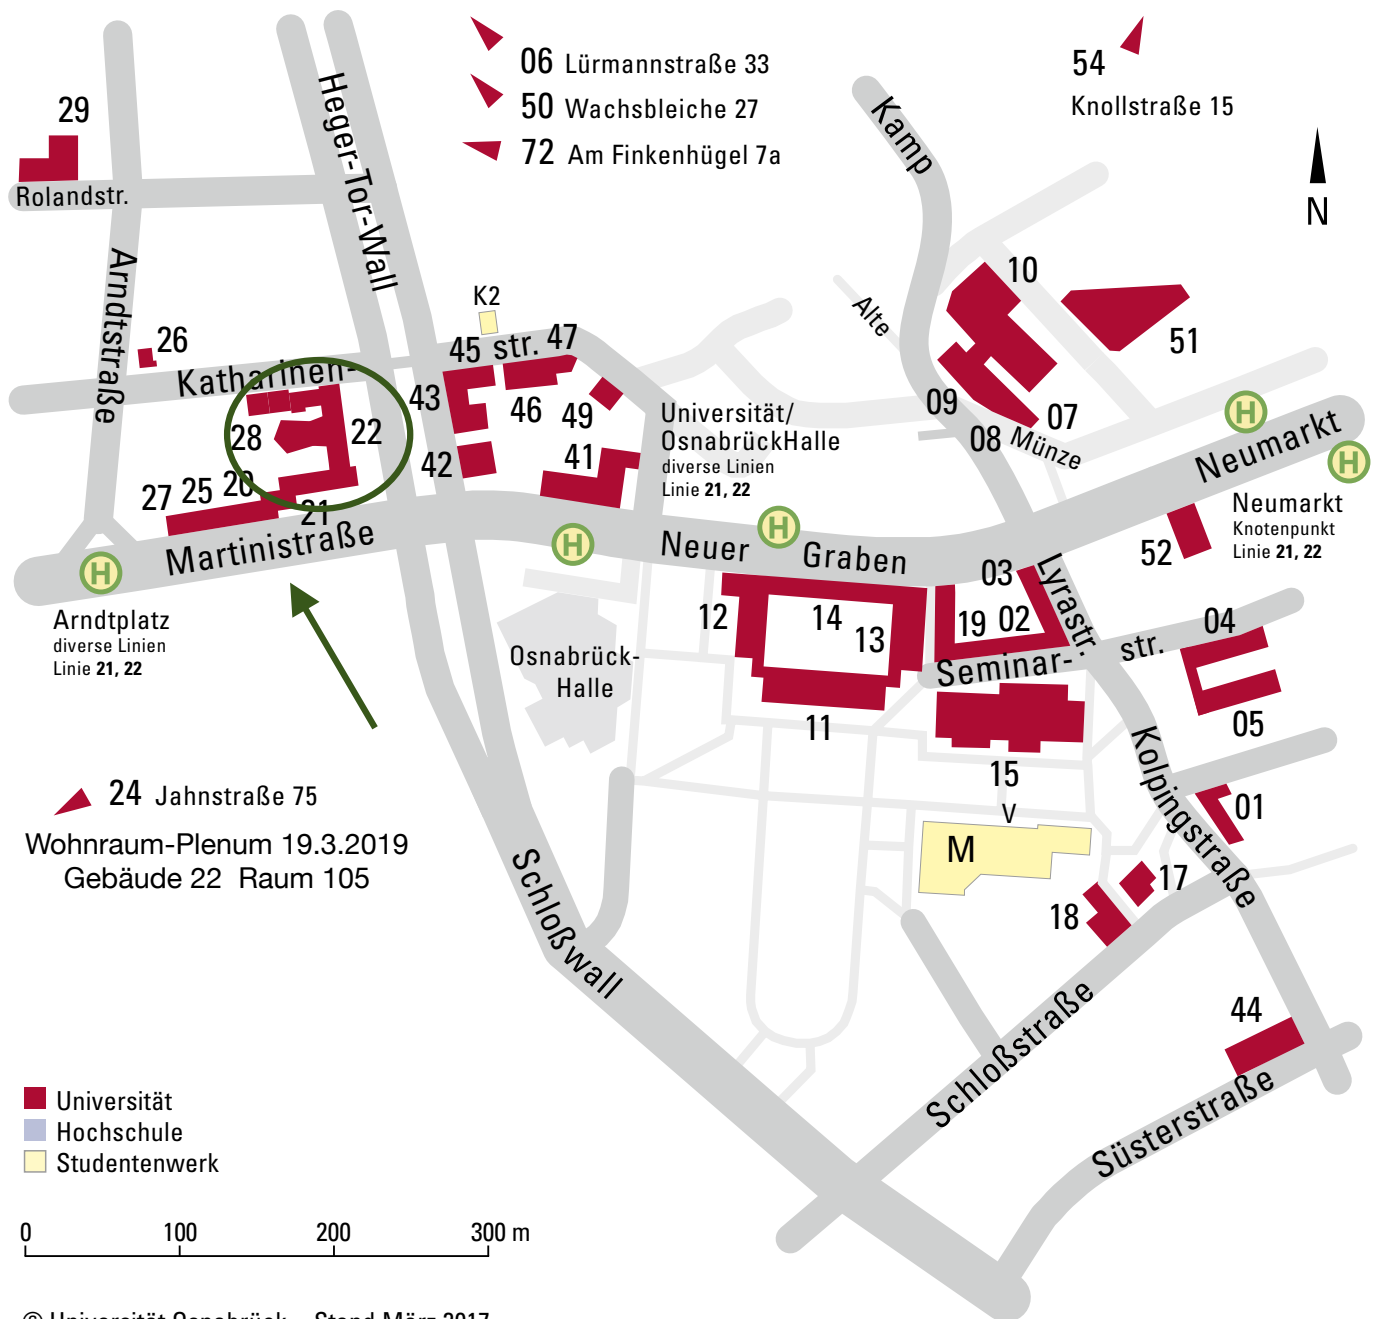 06 Lürmannstraße 33
50 Wachsbleiche 27
72 Am Finkenhügel 7a
54
Knollstraße 15
N
29
Rolandstr.
Heger-Tor-Wall
Kamp
Arndtstraße
26
K2
Alte
10
51
45
str.
47
Katharinen-
43
46
49
09
07
08
Münze
28
22
42
41
Universität/
OsnabrückHalle
diverse Linien
Linie 21, 22
H
Neumarkt
H
27
25
20
21
Martinistraße
H
H
Neuer
H
Graben
52
Neumarkt
Knotenpunkt
Linie 21, 22
Arndtplatz
diverse Linien
Linie 21, 22
Osnabrück-
Halle
12
14
13
11
03
19
02
Lyrastr.
Seminar-
str.
04
05
15
V
M
Kolpingstraße
01
17
18
24 Jahnstraße 75
Wohnraum-Plenum 19.3.2019
Gebäude 22 Raum 105
Schloßwall
Schloßstraße
44
Süsterstraße
Universität
Hochschule
Studentenwerk
0 100 200 300 m
© Universität Osnabrück – Stand März 2017